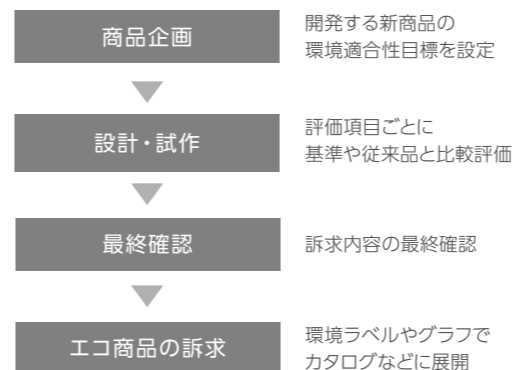 商品企画
開発する新商品の
環境適合性目標を設定
設計・試作
評価項目ごとに
基準や従来品と比較評価
最終確認
訴求内容の最終確認
エコ商品の訴求
環境ラベルやグラフで
カタログなどに展開